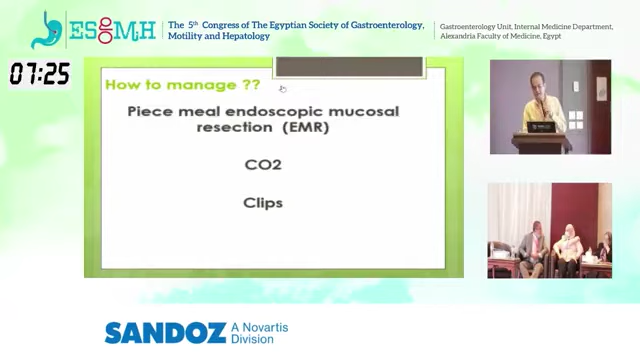 ESGMH
The 5th Congress of The Egyptian Society of Gastroenterology,
Motility and Hepatology
Gastroenterology Unit, Internal Medicine Department,
Alexandria Faculty of Medicine, Egypt
07:25
How to manage ??
Piece meal endoscopic mucosal
resection (EMR)
CO2
Clips
SANDOZ
A Novartis
Division